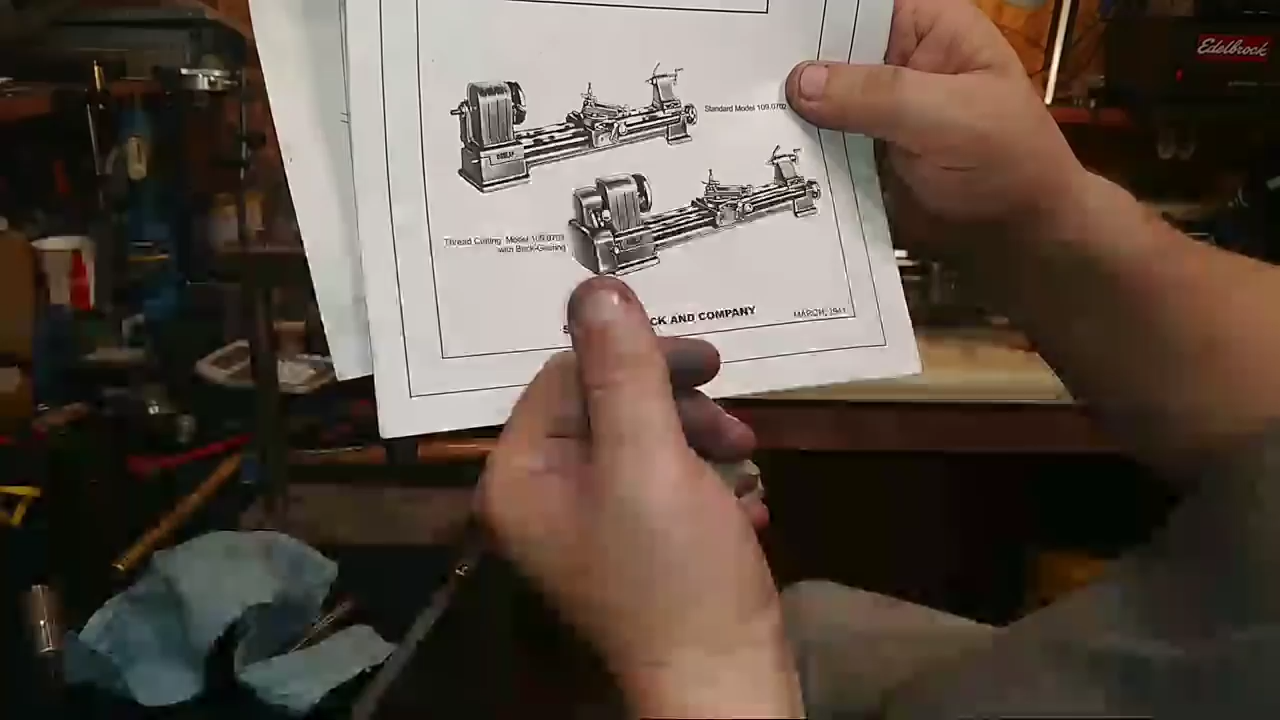 Edelbrock
Standard Model 109.0702
Thread Cutting Model 109.0703
with Back-Gearing
CK AND COMPANY
MARCH, 1941